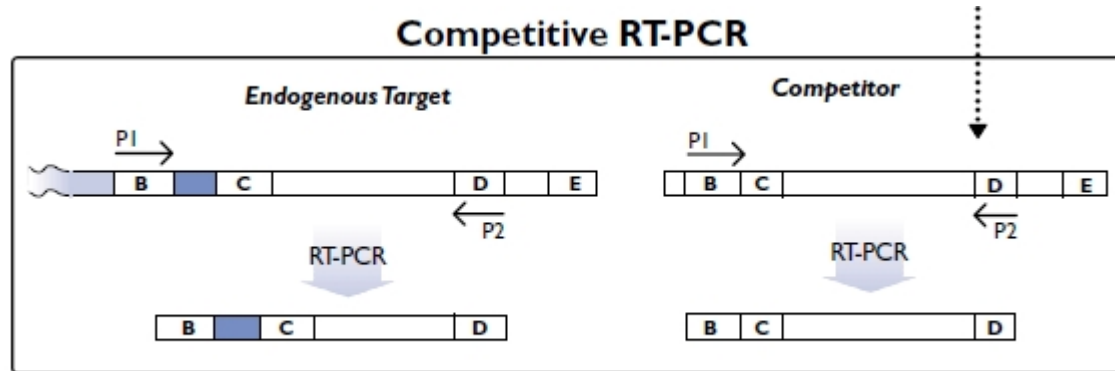 Competitive RT-PCR
Endogenous Target Competitor
P1 P1
B C D E B C D E
P2 P2
RT-PCR RT-PCR
B C D B C D